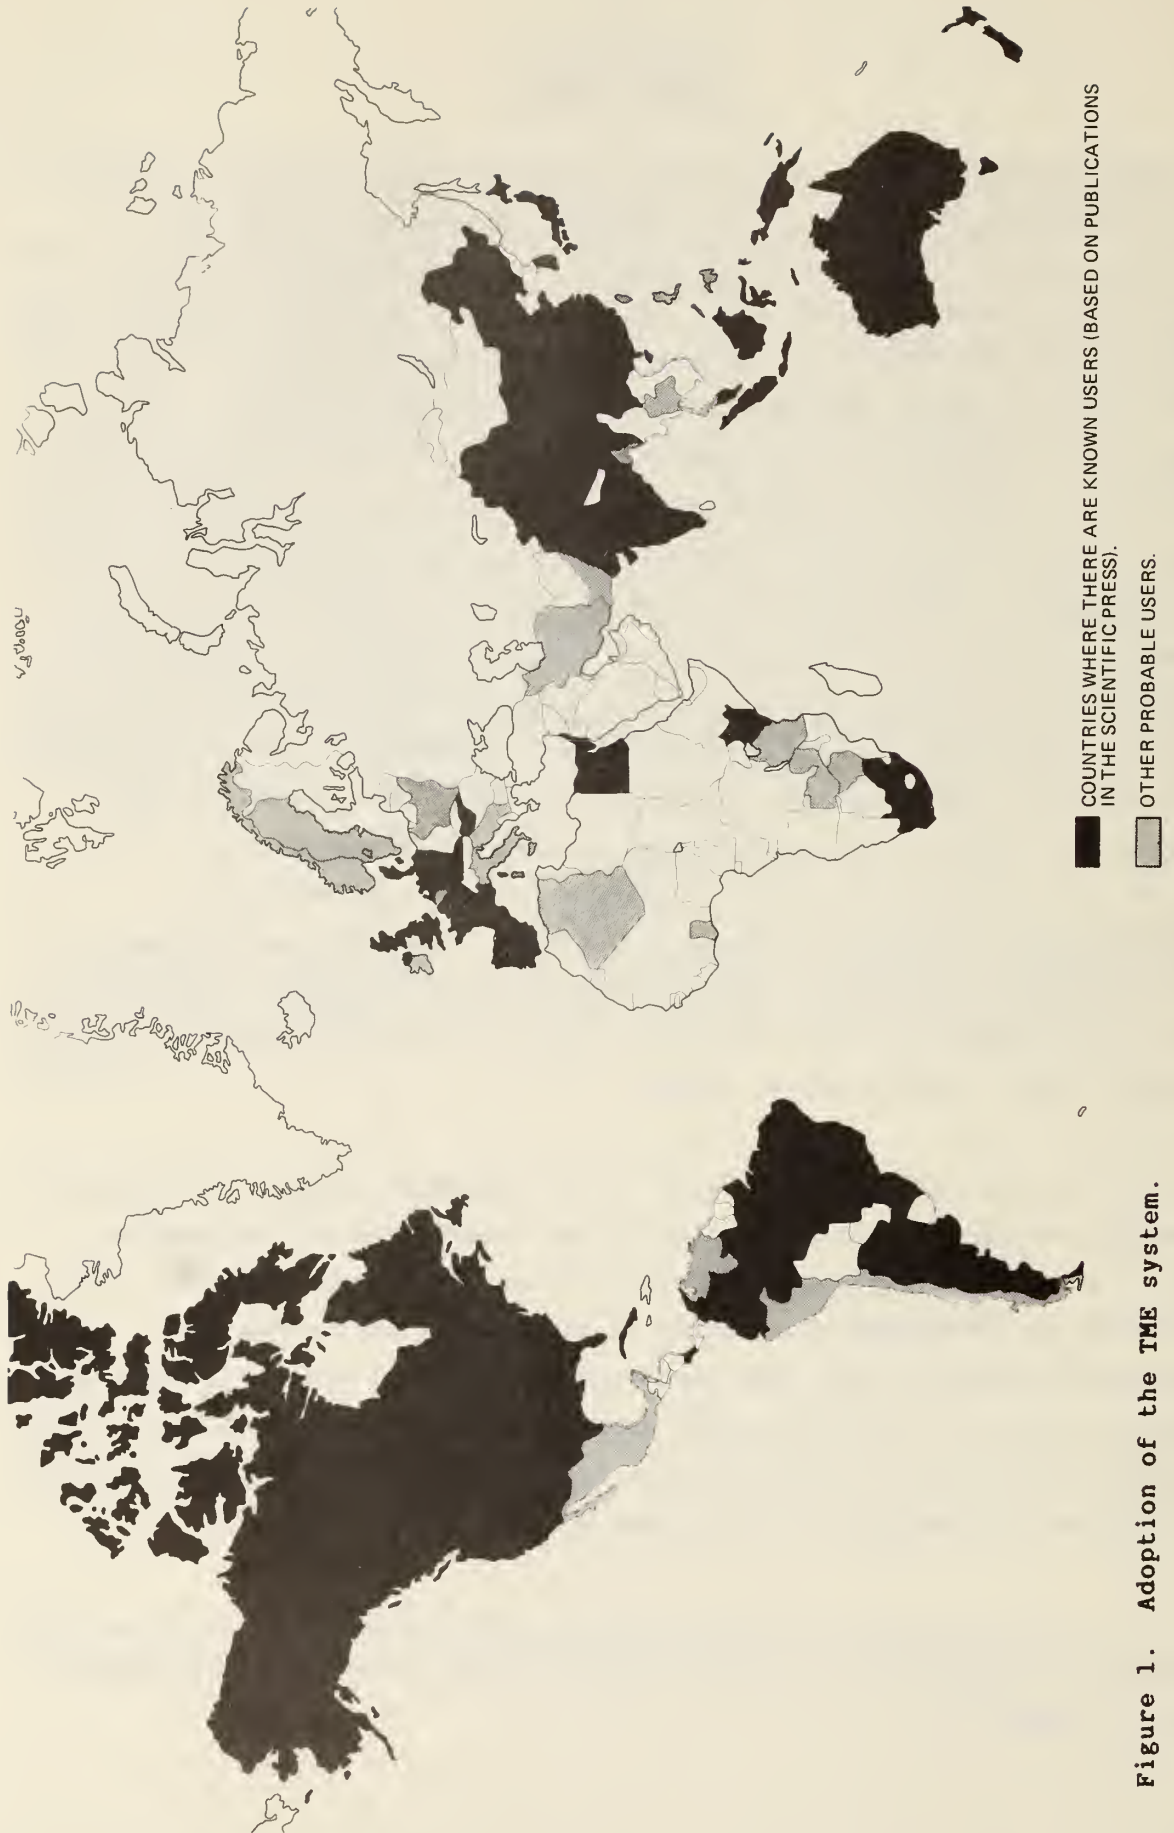 COUNTRIES WHERE THERE ARE KNOWN USERS (BASED ON PUBLICATIONS
IN THE SCIENTIFIC PRESS).
OTHER PROBABLE USERS.
Figure 1. Adoption of the TME system.